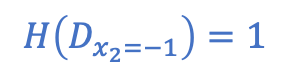 H(D_{x_2=-1}) = 1